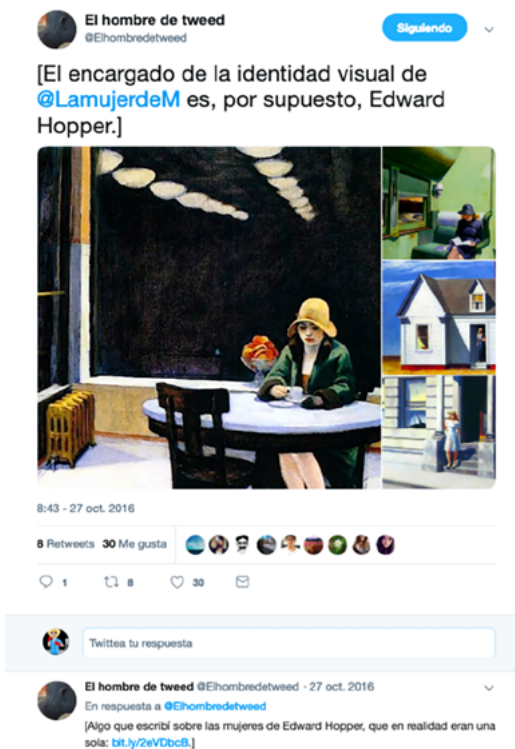 El hombre de tweed
@Elhombredetweed
Siguiendo
[El encargado de la identidad visual de
@LamujerdeM es, por supuesto, Edward
Hopper.]
8:43 - 27 oct. 2016
8 Retweets 30 Me gusta
1 8 30
Twittea tu respuesta
El hombre de tweed @Elhombredetweed · 27 oct. 2016
En respuesta a @Elhombredetweed
[Algo que escribí sobre las mujeres de Edward Hopper, que en realidad eran una
sola: bit.ly/2eVDbcB.]